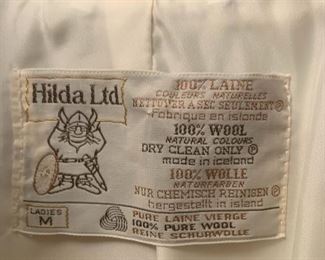 Hilda Ltd.
100% LAINE
COULEURS NATURELLES
NETTOYER A SEC SEULEMENT Ⓟ
fabrique en islande
100% WOOL
NATURAL COLOURS
DRY CLEAN ONLY Ⓟ
made in iceland
100% WOLLE
NATURFARBEN
NUR CHEMISCH REINIGEN Ⓟ
hergestellt in island
LADIES
M
PURE LAINE VIERGE
100% PURE WOOL
REINE SCHURWOLLE